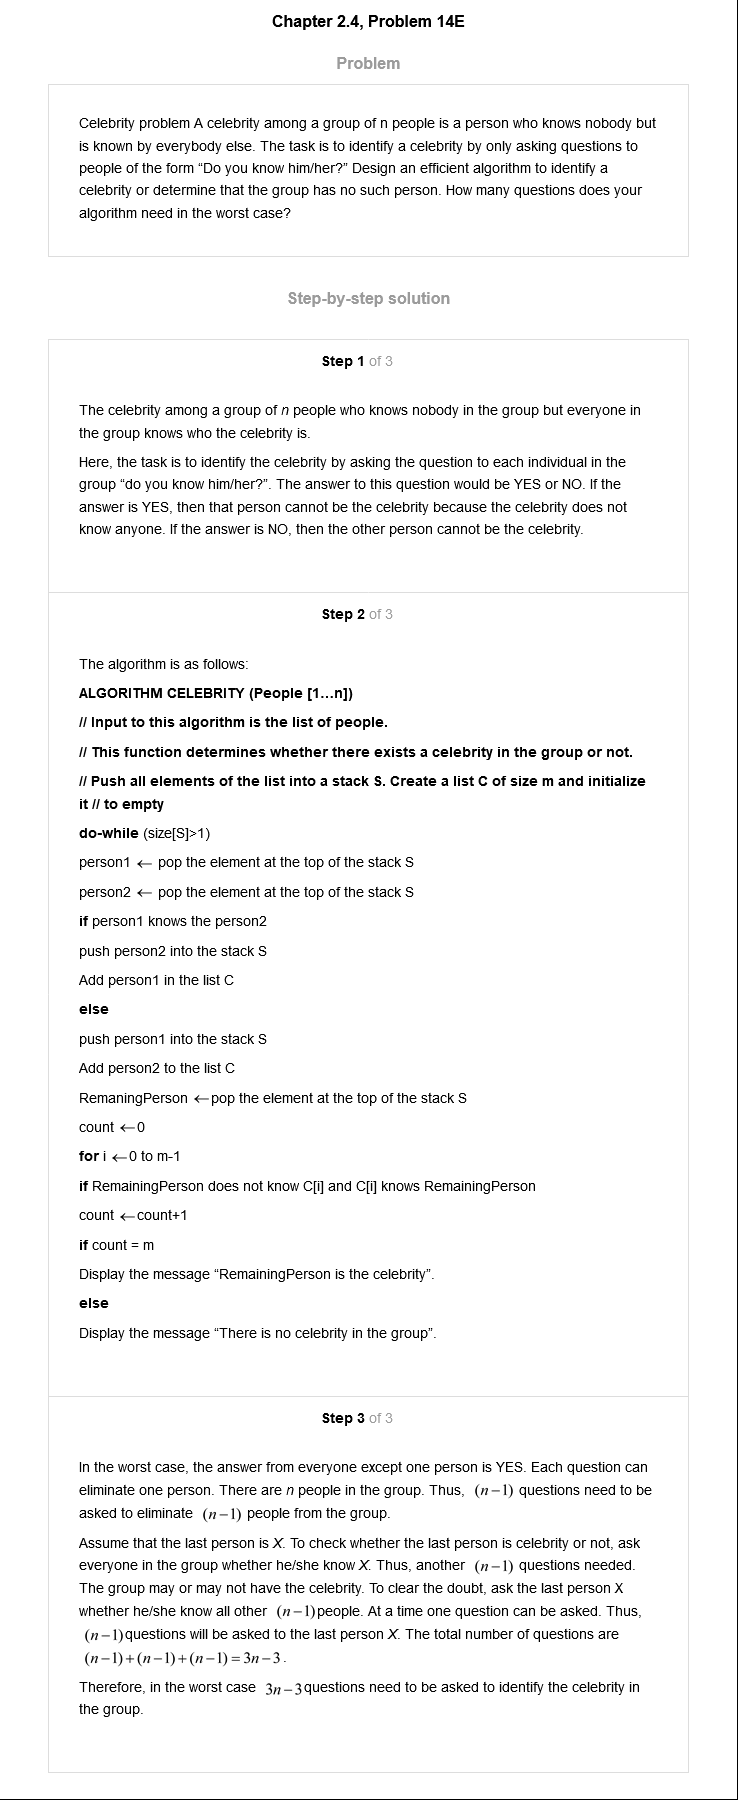 Chapter 2.4, Problem 14E
Problem
Celebrity problem A celebrity among a group of n people is a person who knows nobody but
is known by everybody else. The task is to identify a celebrity by only asking questions to
people of the form “Do you know him/her?” Design an efficient algorithm to identify a
celebrity or determine that the group has no such person. How many questions does your
algorithm need in the worst case?
Step-by-step solution
Step 1 of 3
The celebrity among a group of n people who knows nobody in the group but everyone in
the group knows who the celebrity is.
Here, the task is to identify the celebrity by asking the question to each individual in the
group “do you know him/her?”. The answer to this question would be YES or NO. If the
answer is YES, then that person cannot be the celebrity because the celebrity does not
know anyone. If the answer is NO, then the other person cannot be the celebrity.
Step 2 of 3
The algorithm is as follows:
ALGORITHM CELEBRITY (People [1…n])
// Input to this algorithm is the list of people.
// This function determines whether there exists a celebrity in the group or not.
// Push all elements of the list into a stack S. Create a list C of size m and initialize
it // to empty
do-while (size[S]>1)
person1 ← pop the element at the top of the stack S
person2 ← pop the element at the top of the stack S
if person1 knows the person2
push person2 into the stack S
Add person1 in the list C
else
push person1 into the stack S
Add person2 to the list C
RemaningPerson ←pop the element at the top of the stack S
count ←0
for i ←0 to m-1
if RemainingPerson does not know C[i] and C[i] knows RemainingPerson
count ←count+1
if count = m
Display the message “RemainingPerson is the celebrity”.
else
Display the message “There is no celebrity in the group”.
Step 3 of 3
In the worst case, the answer from everyone except one person is YES. Each question can
eliminate one person. There are n people in the group. Thus, (n−1) questions need to be
asked to eliminate (n−1) people from the group.
Assume that the last person is X. To check whether the last person is celebrity or not, ask
everyone in the group whether he/she know X. Thus, another (n−1) questions needed.
The group may or may not have the celebrity. To clear the doubt, ask the last person X
whether he/she know all other (n−1)people. At a time one question can be asked. Thus,
(n−1)questions will be asked to the last person X. The total number of questions are
(n−1)+(n−1)+(n−1)=3n−3.
Therefore, in the worst case 3n−3questions need to be asked to identify the celebrity in
the group.